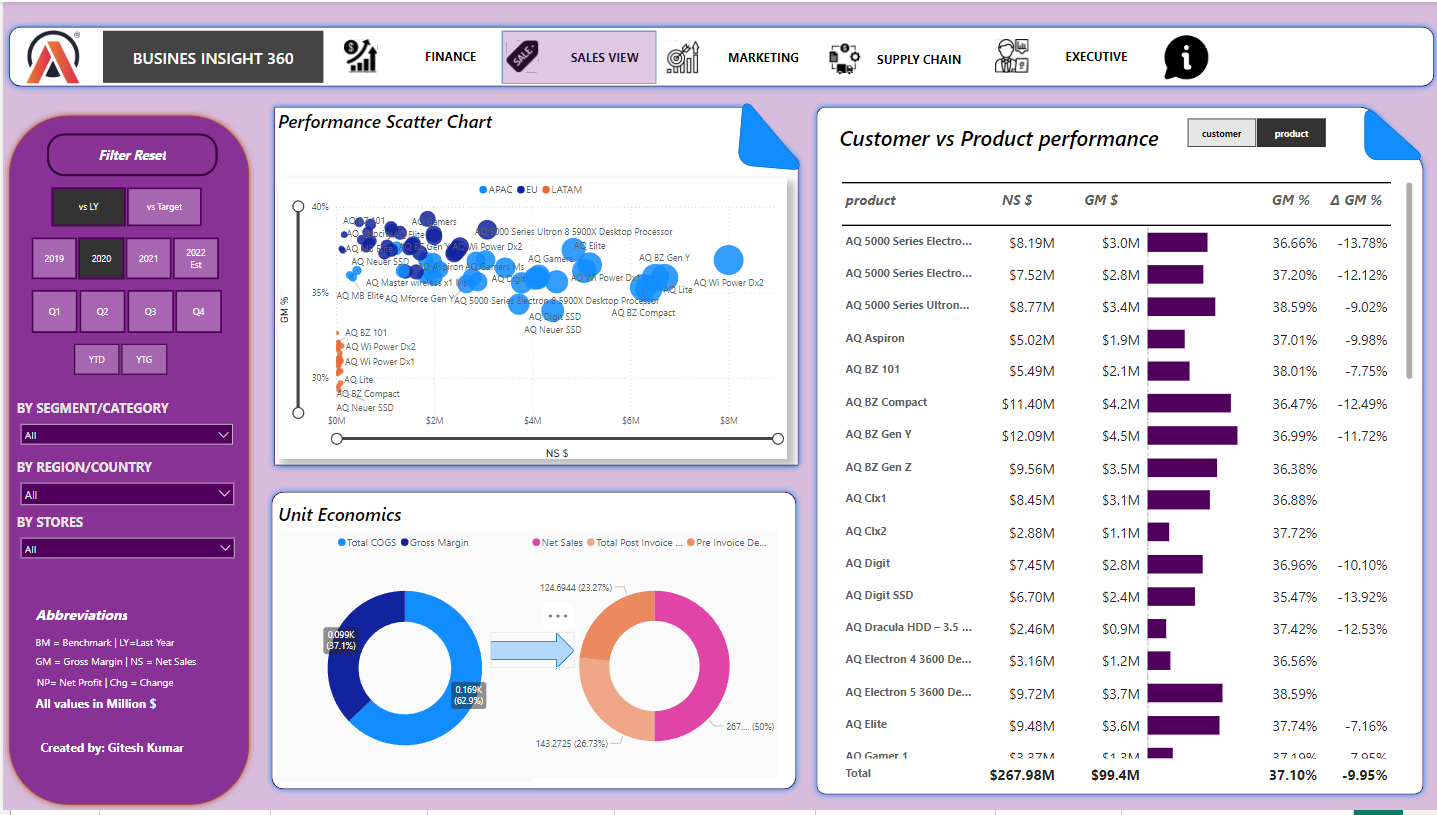 BUSINES INSIGHT 360
FINANCE
SALE
SALES VIEW
MARKETING
SUPPLY CHAIN
EXECUTIVE
Filter Reset
vs LY
vs Target
2019
2020
2021
2022
Est
Q1
Q2
Q3
Q4
YTD
YTG
BY SEGMENT/CATEGORY
All
BY REGION/COUNTRY
All
BY STORES
All
Abbreviations
BM = Benchmark | LY=Last Year
GM = Gross Margin | NS = Net Sales
NP= Net Profit | Chg = Change
All values in Million $
Created by: Gitesh Kumar
Performance Scatter Chart
APAC EU LATAM
40%
35%
30%
GM %
AQ Gamers
AQ 5000 Series Ultron 8 5900X Desktop Processor
AQ BZ Gen Y
AQ Wi Power Dx2
AQ Elite
AQ Neuer SSD
AQ Aspiron
AQ Gamers Ms
AQ Gamers
AQ BZ Gen Y
AQ Digit
AQ Wi Power Dx1
AQ Wi Power Dx2
AQ Master wireless x1 Ms
AQ Lite
AQ MB Elite
AQ Mforce Gen Y
AQ 5000 Series Electron 8 5900X Desktop Processor
AQ BZ Compact
AQ Digit SSD
AQ Neuer SSD
AQ BZ 101
AQ Wi Power Dx2
AQ Wi Power Dx1
AQ Lite
AQ BZ Compact
AQ Neuer SSD
$0M $2M $4M $6M $8M
NS $
Unit Economics
Total COGS Gross Margin
Net Sales Total Post Invoice ... Pre Invoice De...
0.099K
(37.1%)
0.169K
(62.9%)
124.6944 (23.27%)
143.2725 (26.73%)
267.... (50%)
Customer vs Product performance
customer
product
product NS $ GM $ GM % Δ GM %
AQ 5000 Series Electro... $8.19M $3.0M 36.66% -13.78%
AQ 5000 Series Electro... $7.52M $2.8M 37.20% -12.12%
AQ 5000 Series Ultron... $8.77M $3.4M 38.59% -9.02%
AQ Aspiron $5.02M $1.9M 37.01% -9.98%
AQ BZ 101 $5.49M $2.1M 38.01% -7.75%
AQ BZ Compact $11.40M $4.2M 36.47% -12.49%
AQ BZ Gen Y $12.09M $4.5M 36.99% -11.72%
AQ BZ Gen Z $9.56M $3.5M 36.38%
AQ Clx1 $8.45M $3.1M 36.88%
AQ Clx2 $2.88M $1.1M 37.72%
AQ Digit $7.45M $2.8M 36.96% -10.10%
AQ Digit SSD $6.70M $2.4M 35.47% -13.92%
AQ Dracula HDD – 3.5 ... $2.46M $0.9M 37.42% -12.53%
AQ Electron 4 3600 De... $3.16M $1.2M 36.56%
AQ Electron 5 3600 De... $9.72M $3.7M 38.59%
AQ Elite $9.48M $3.6M 37.74% -7.16%
AQ Gamer 1 $3.37M $1.3M 37.19% -7.95%
Total $267.98M $99.4M 37.10% -9.95%